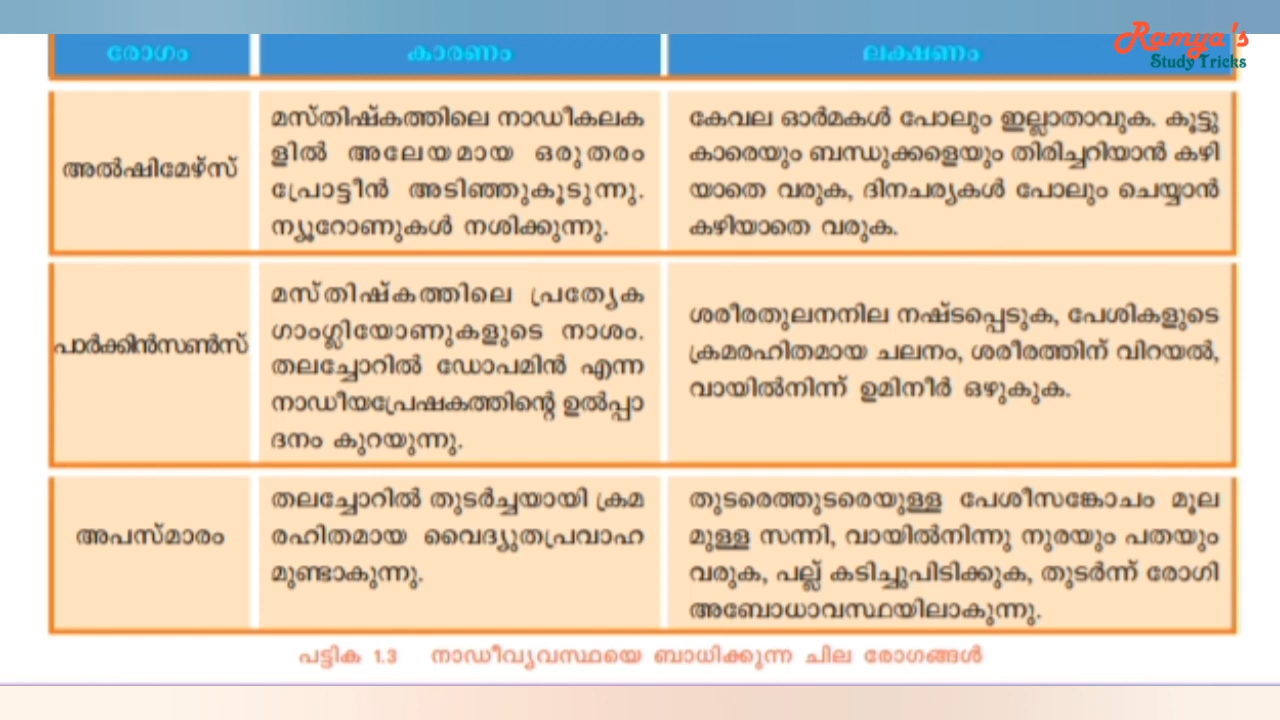 Ramya's
Study Tricks
രോഗം
കാരണം
ലക്ഷണം
അൽഷിമേഴ്സ്
മസ്തിഷ്കത്തിലെ നാഡീകലക
ളിൽ അലേയമായ ഒരുതരം
പ്രോട്ടീൻ അടിഞ്ഞുകൂടുന്നു.
ന്യൂറോണുകൾ നശിക്കുന്നു.
കേവല ഓർമകൾ പോലും ഇല്ലാതാവുക. കൂട്ടു
കാരെയും ബന്ധുക്കളെയും തിരിച്ചറിയാൻ കഴി
യാതെ വരുക, ദിനചര്യകൾ പോലും ചെയ്യാൻ
കഴിയാതെ വരുക.
പാർക്കിൻസൺസ്
മസ്തിഷ്കത്തിലെ പ്രത്യേക
ഗാംഗ്ലിയോണുകളുടെ നാശം.
തലച്ചോറിൽ ഡോപമിൻ എന്ന
നാഡീയപ്രേഷകത്തിന്റെ ഉൽപ്പാ
ദനം കുറയുന്നു.
ശരീരതുലനനില നഷ്ടപ്പെടുക, പേശികളുടെ
ക്രമരഹിതമായ ചലനം, ശരീരത്തിന് വിറയൽ,
വായിൽനിന്ന് ഉമിനീർ ഒഴുകുക.
അപസ്മാരം
തലച്ചോറിൽ തുടർച്ചയായി ക്രമ
രഹിതമായ വൈദ്യുതപ്രവാഹ
മുണ്ടാകുന്നു.
തുടരെത്തുടരെയുള്ള പേശീസങ്കോചം മൂല
മുള്ള സന്നി, വായിൽനിന്നു നുരയും പതയും
വരുക, പല്ല് കടിച്ചുപിടിക്കുക, തുടർന്ന് രോഗി
അബോധാവസ്ഥയിലാകുന്നു.
പട്ടിക 1.3 നാഡീവ്യവസ്ഥയെ ബാധിക്കുന്ന ചില രോഗങ്ങൾ